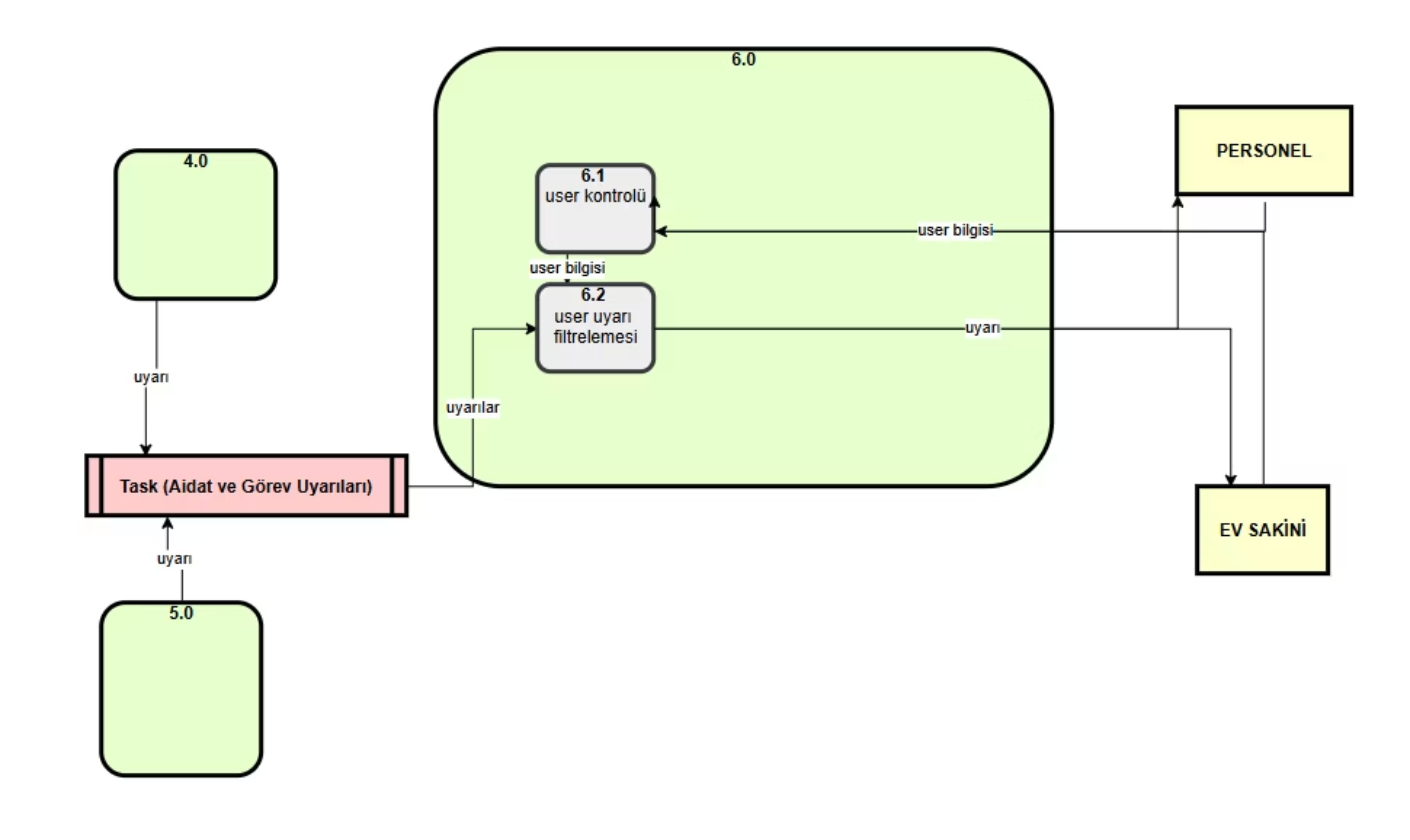 6.0
4.0
PERSONEL
6.1
user kontrolü
user bilgisi
user bilgisi
6.2
user uyarı
filtrelemesi
uyarı
uyarı
uyarılar
Task (Aidat ve Görev Uyarıları)
EV SAKİNİ
uyarı
5.0